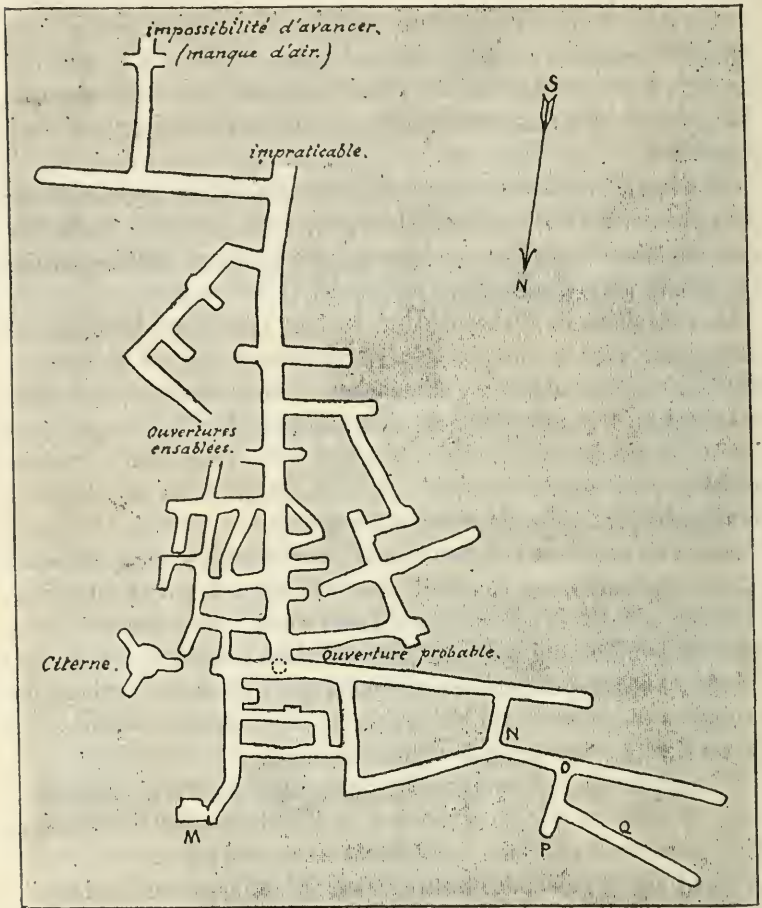 impossibilité d'avancer.
(manque d'air.)
S
impraticable.
N
Ouvertures
ensablées.
Citerne.
Ouverture probable.
N
O
Q
M
P